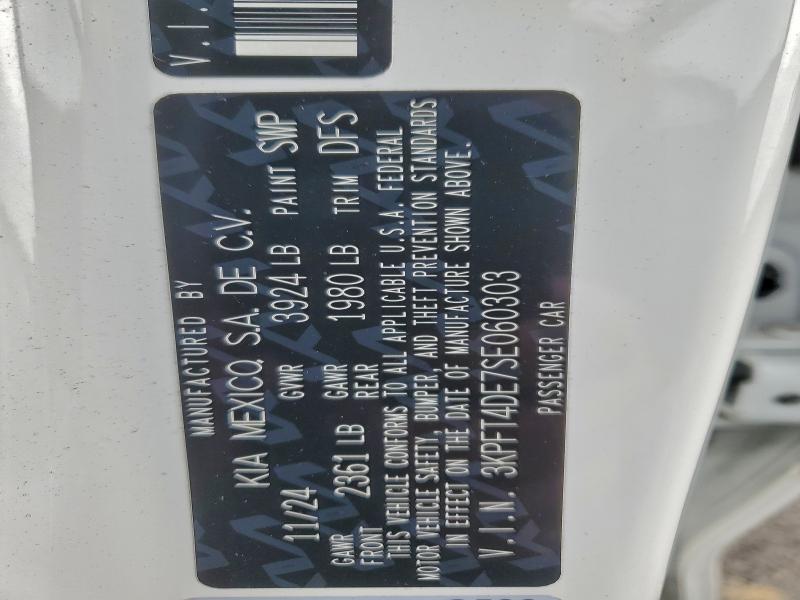 V.I.
MANUFACTURED BY
KIA MEXICO, S.A. DE C.V.
11/24 GVWR 3924 LB PAINT SWP
GAWR FRONT 2361 LB GAWR REAR 1980 LB TRIM DFS
THIS VEHICLE CONFORMS TO ALL APPLICABLE U.S.A. FEDERAL
MOTOR VEHICLE SAFETY, BUMPER AND THEFT PREVENTION STANDARDS
IN EFFECT ON THE DATE OF MANUFACTURE SHOWN ABOVE.
V.I.N. 3KPFT4DE7SE060303
PASSENGER CAR